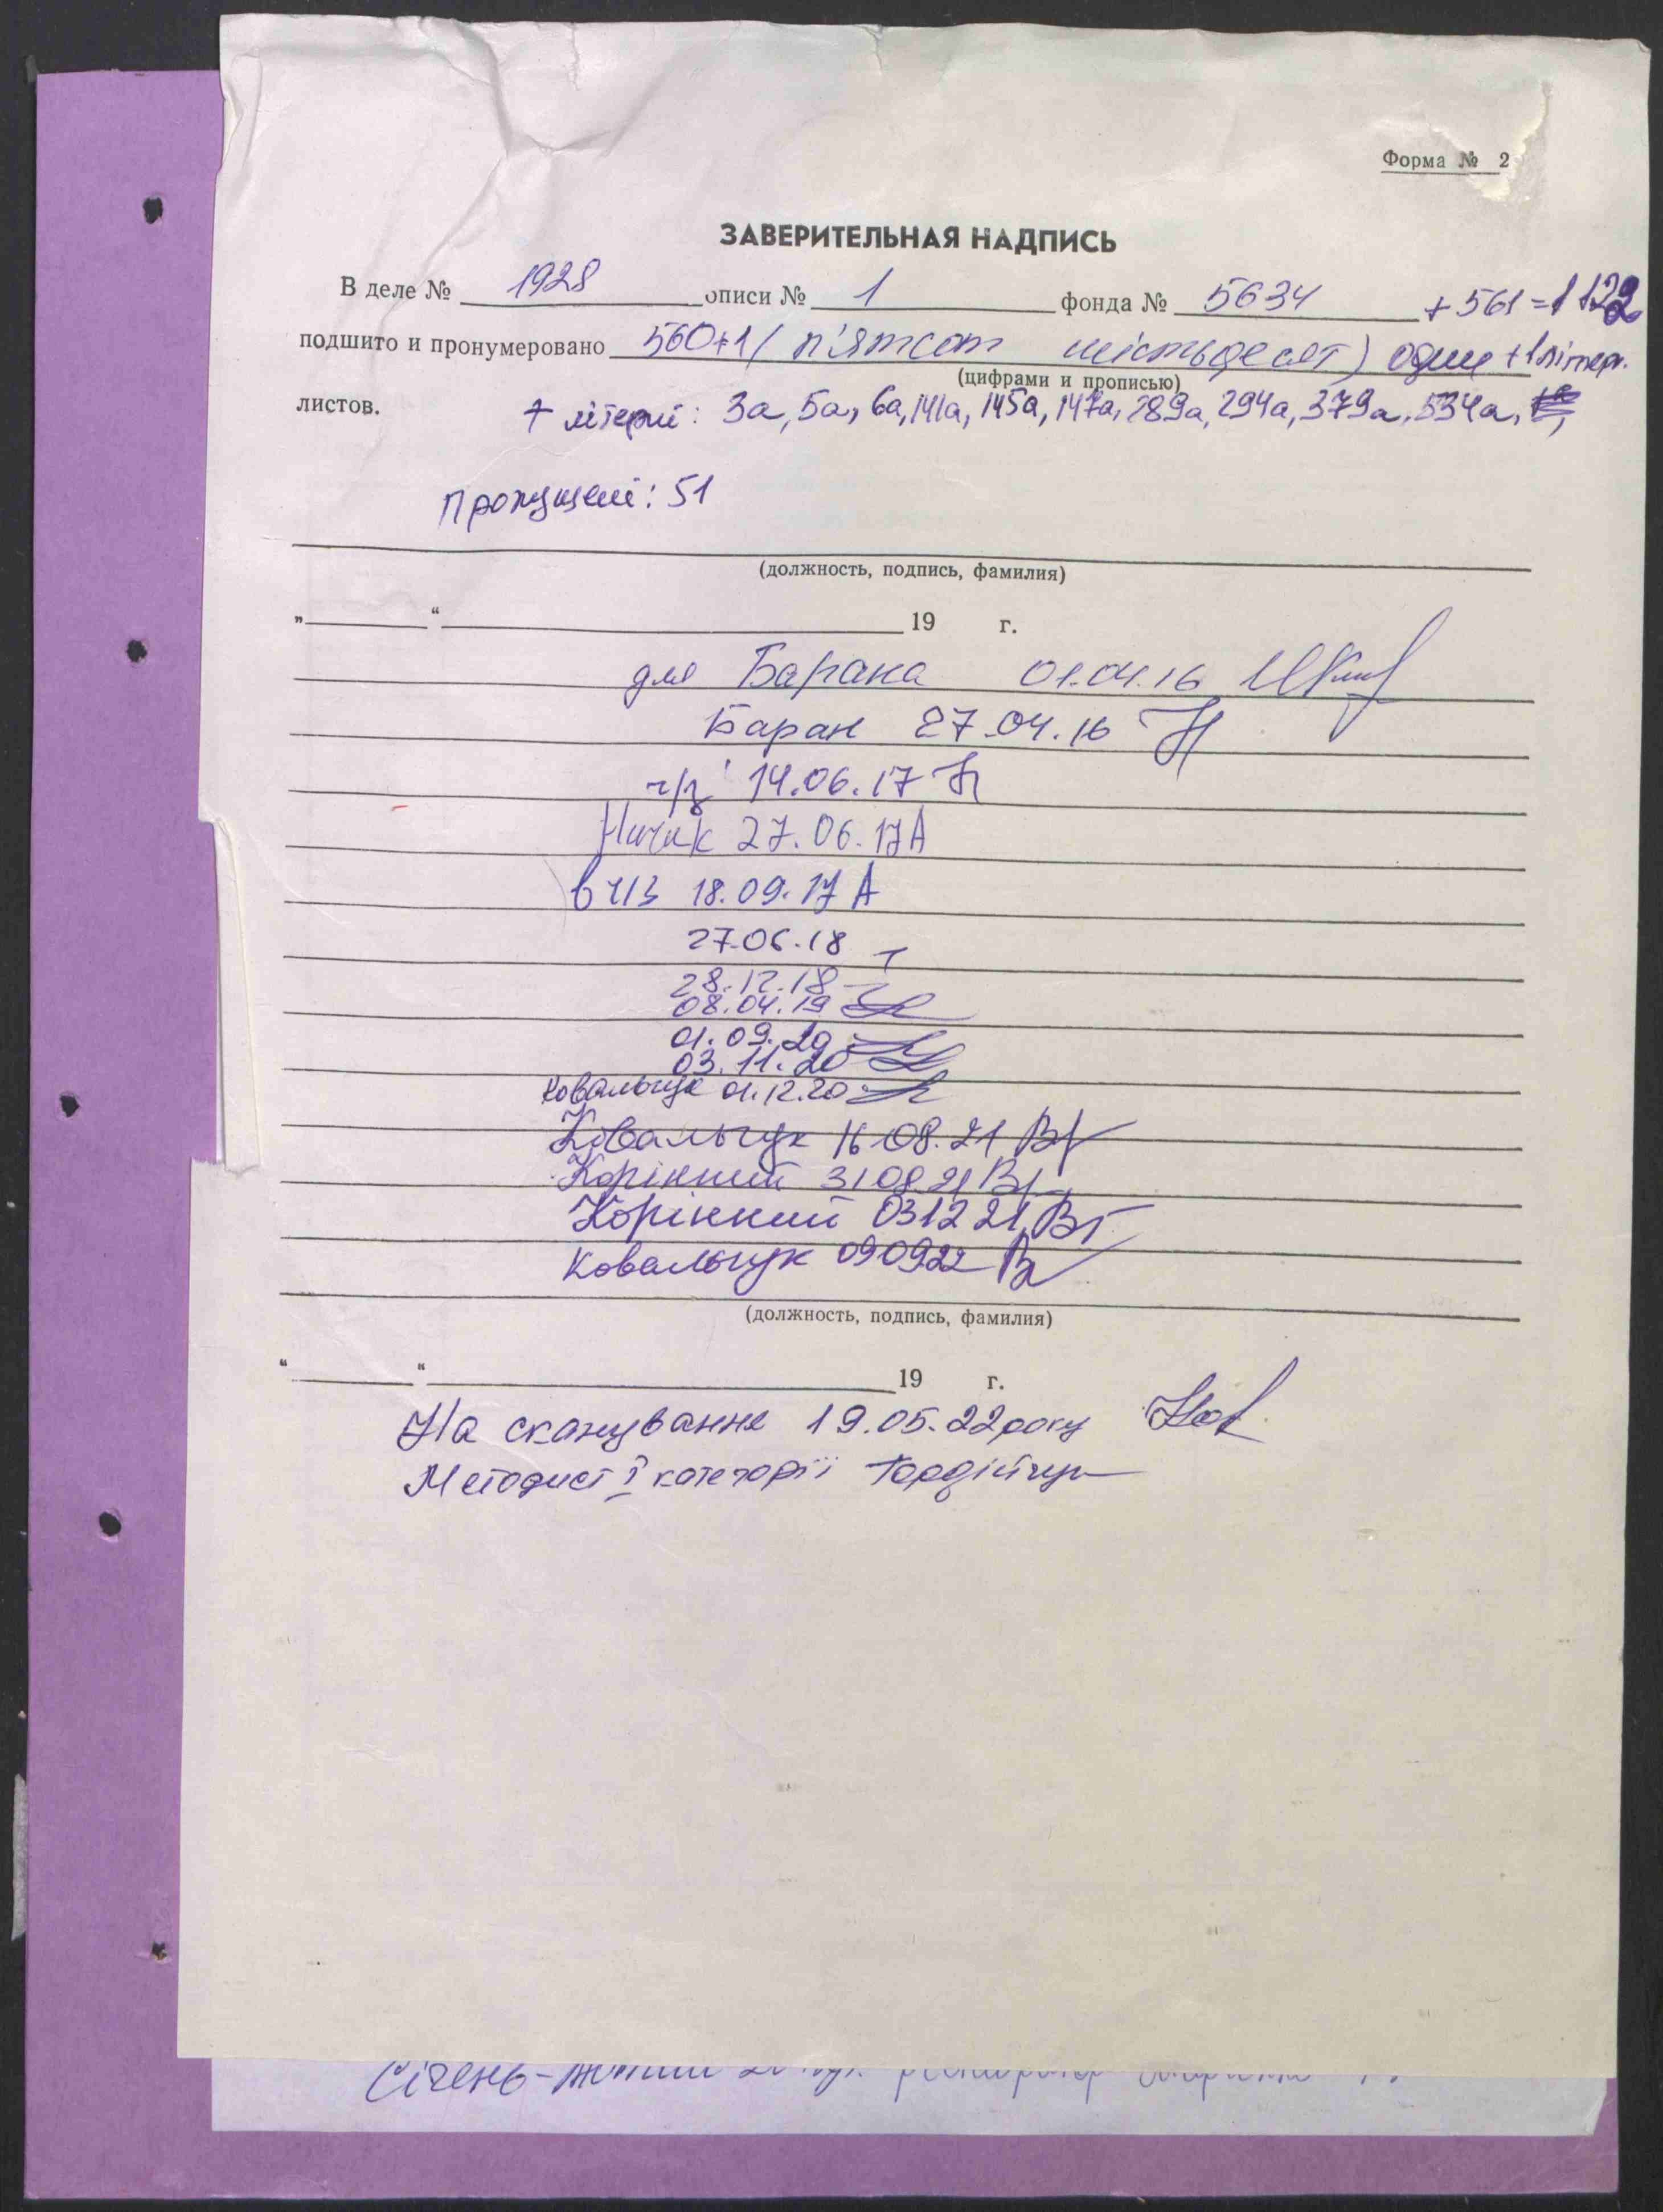 Форма № 2
ЗАВЕРИТЕЛЬНАЯ НАДПИСЬ
В деле № 1928 описи № 1 фонда № 5634 + 561 = 1122
подшито и пронумеровано 560+1 ( п'ятсот шістьдесят ) один + 1 літер.
(цифрами и прописью)
листов. + літерні: 3а, 5а, 6а, 141а, 145а, 147а, 289а, 294а, 379а, 534а,
Пропущені: 51
(должность, подпись, фамилия)
„ “ 19 г.
для Барана 01.04.16
Баран 27.04.16
ч/з 14.06.17
27.06.17
в ч/з 18.09.17
27.06.18
28.12.18
08.04.19
01.09.20
03.11.20
Ковальчук 01.12.20
Ковальчук 16 08. 21
Корінний 31 08 21
Корінний 03 12 21
Ковальчук 09 09 22
(должность, подпись, фамилия)
“ “ 19 г.
На сканування 19.05.22 року
Методист І категорії Гордійчук
Січень-